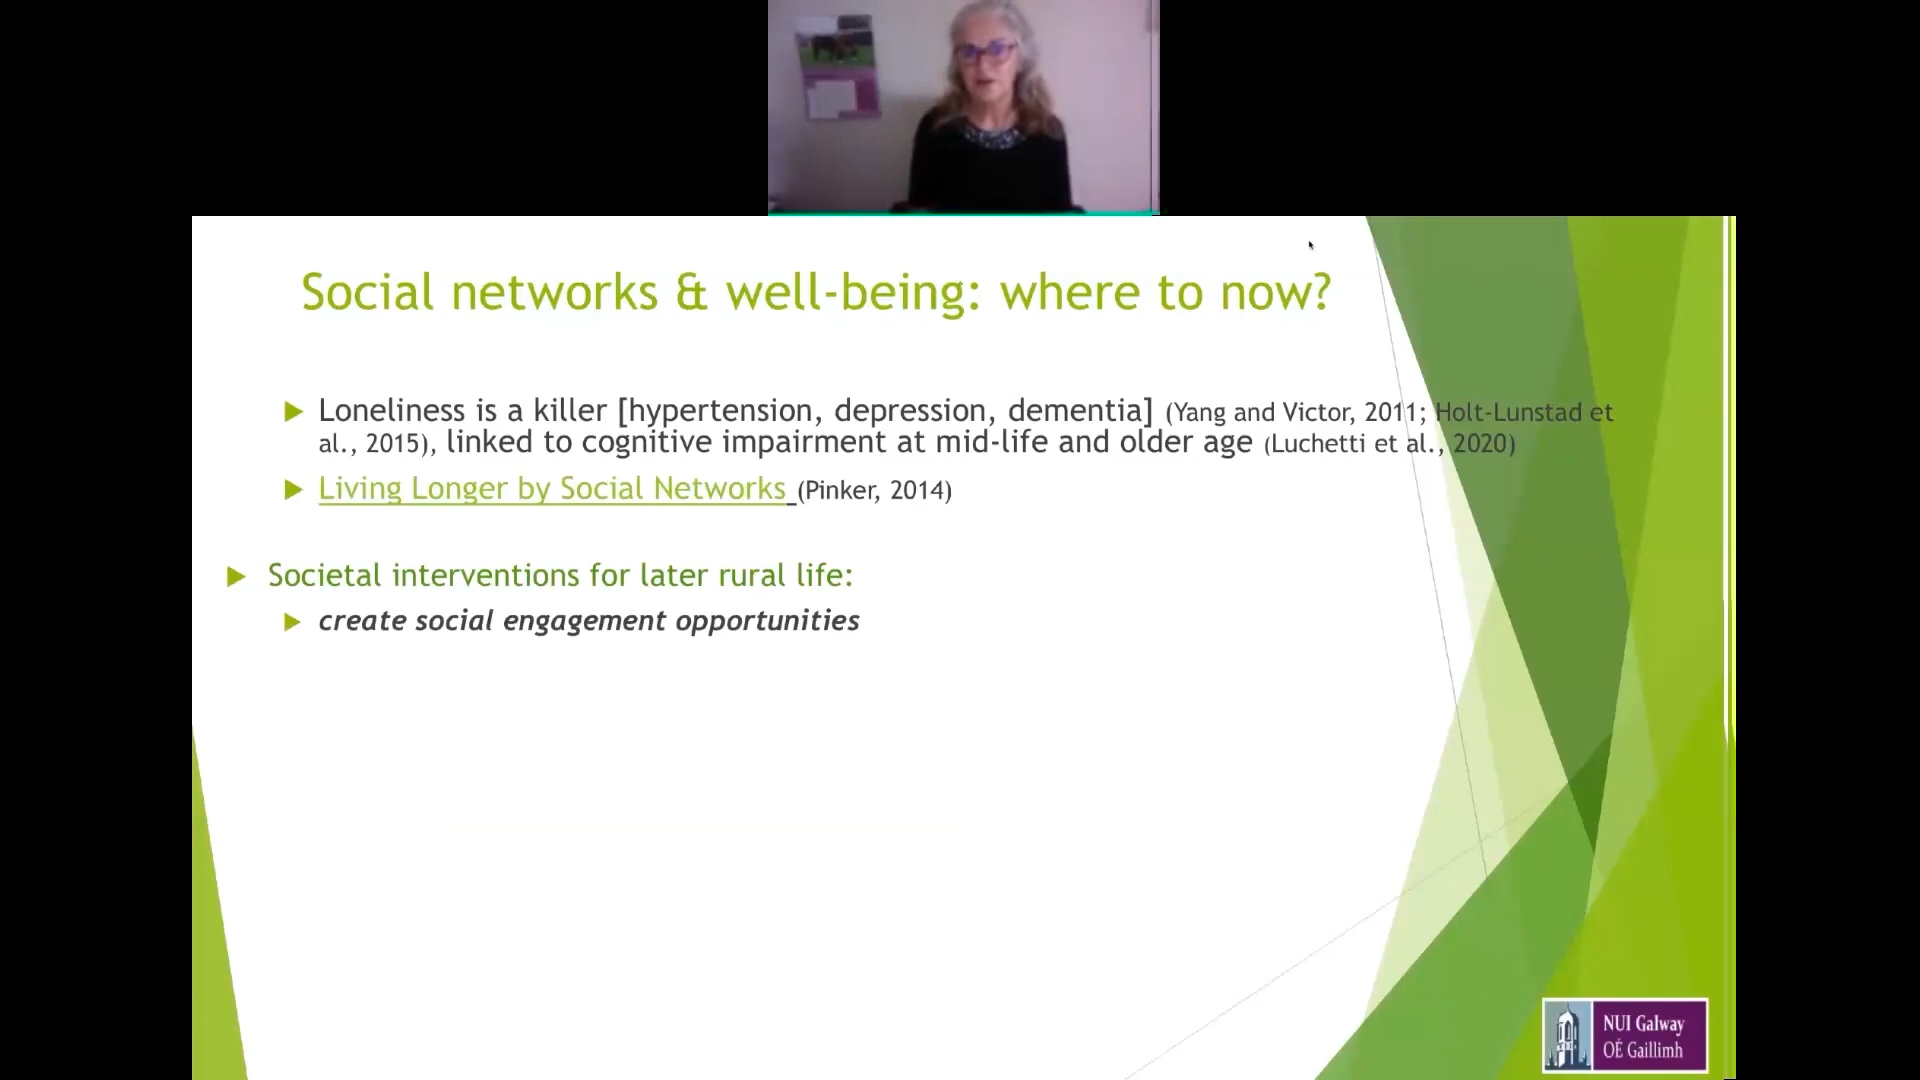 Social networks & well-being: where to now?
Loneliness is a killer [hypertension, depression, dementia] (Yang and Victor, 2011; Holt-Lunstad et
al., 2015), linked to cognitive impairment at mid-life and older age (Luchetti et al., 2020)
Living Longer by Social Networks (Pinker, 2014)
Societal interventions for later rural life:
create social engagement opportunities
NUI Galway
OÉ Gaillimh